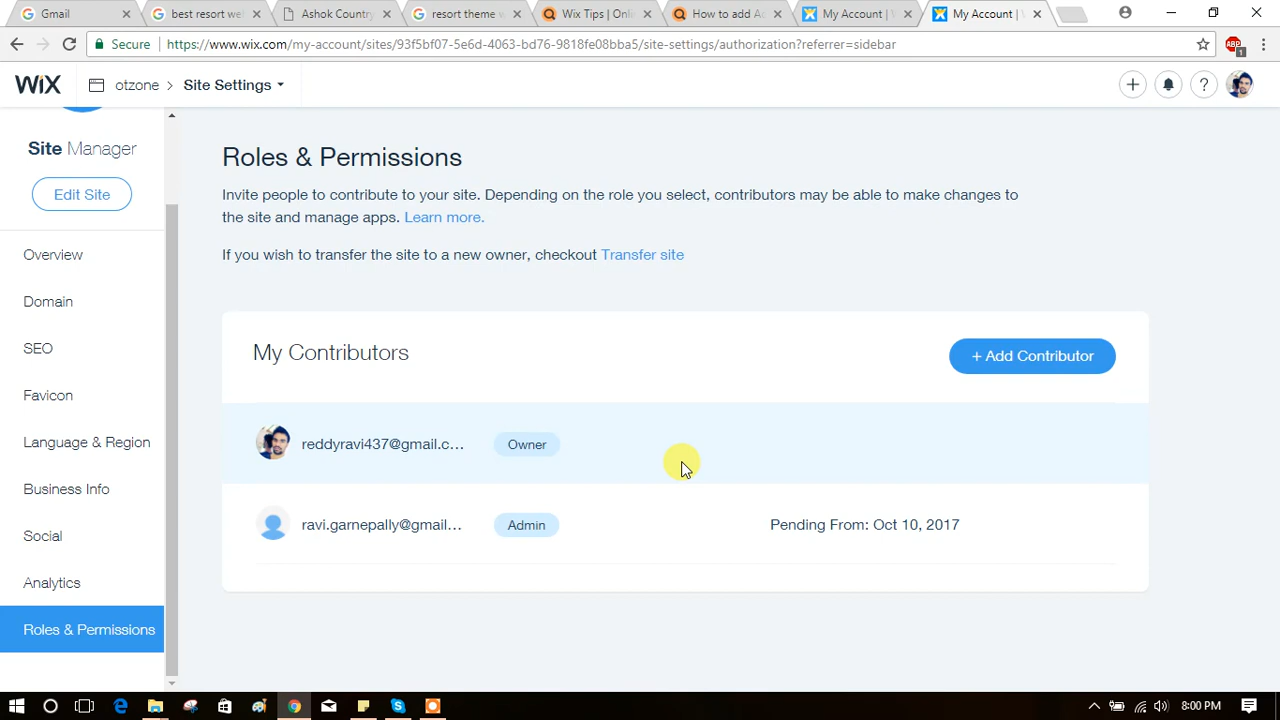 Gmail
best resort we
Ashok Country
resort theme w
Wix Tips | Onli
How to add Ac
My Account | W
My Account | W
Secure
https://www.wix.com/my-account/sites/93f5bf07-5e6d-4063-bd76-9818fe08bba5/site-settings/authorization?referrer=sidebar
ABP
1
WiX
otzone > Site Settings
Site Manager
Edit Site
Overview
Domain
SEO
Favicon
Language & Region
Business Info
Social
Analytics
Roles & Permissions
Roles & Permissions
Invite people to contribute to your site. Depending on the role you select, contributors may be able to make changes to
the site and manage apps. Learn more.
If you wish to transfer the site to a new owner, checkout Transfer site
My Contributors
+ Add Contributor
reddyravi437@gmail.c... Owner
ravi.garnepally@gmail... Admin Pending From: Oct 10, 2017
8:00 PM